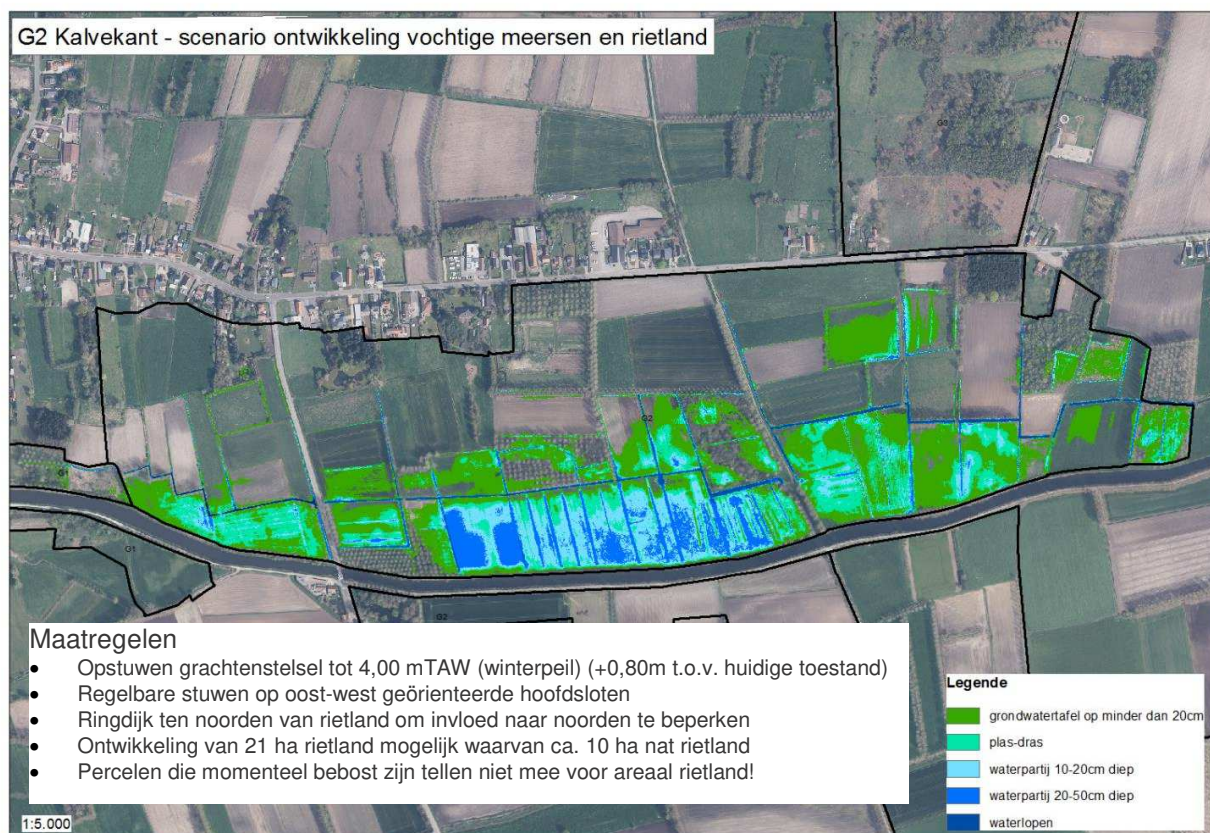 G2 Kalvekant - scenario ontwikkeling vochtige meersen en rietland
G3
G2
G1
G1
G2
Maatregelen
• Opstuwen grachtenstelsel tot 4,00 mTAW (winterpeil) (+0,80m t.o.v. huidige toestand)
• Regelbare stuwen op oost-west geörienteerde hoofdsloten
• Ringdijk ten noorden van rietland om invloed naar noorden te beperken
• Ontwikkeling van 21 ha rietland mogelijk waarvan ca. 10 ha nat rietland
• Percelen die momenteel bebost zijn tellen niet mee voor areaal rietland!
Legende
grondwatertafel op minder dan 20cm
plas-dras
waterpartij 10-20cm diep
waterpartij 20-50cm diep
waterlopen
1:5.000